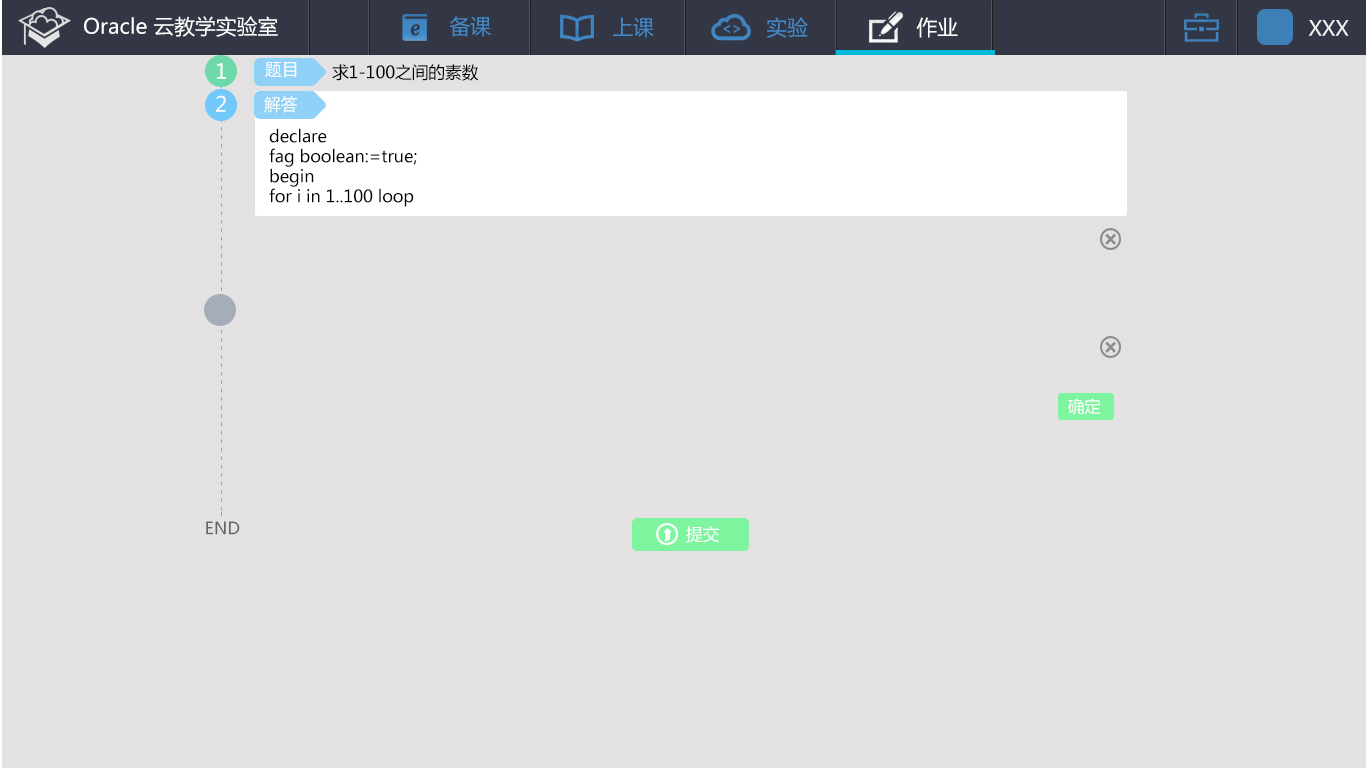 Oracle 云教学实验室
备课
上课
实验
作业
XXX
1
题目
求1-100之间的素数
2
解答
declare
fag boolean:=true;
begin
for i in 1..100 loop
确定
END
提交